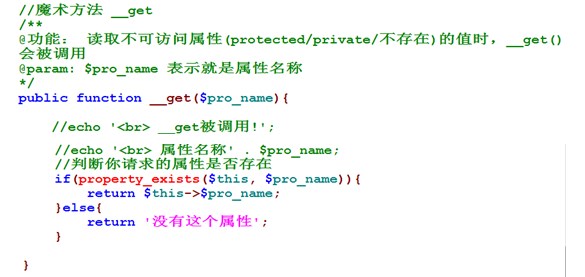 //魔术方法 __get
/**
@功能： 读取不可访问属性(protected/private/不存在)的值时，__get()
会被调用
@param: $pro_name 表示就是属性名称
*/
public function __get($pro_name){
//echo '<br> __get被调用!';
//echo '<br> 属性名称' . $pro_name;
//判断你请求的属性是否存在
if(property_exists($this, $pro_name)){
return $this->$pro_name;
}else{
return '没有这个属性';
}
}